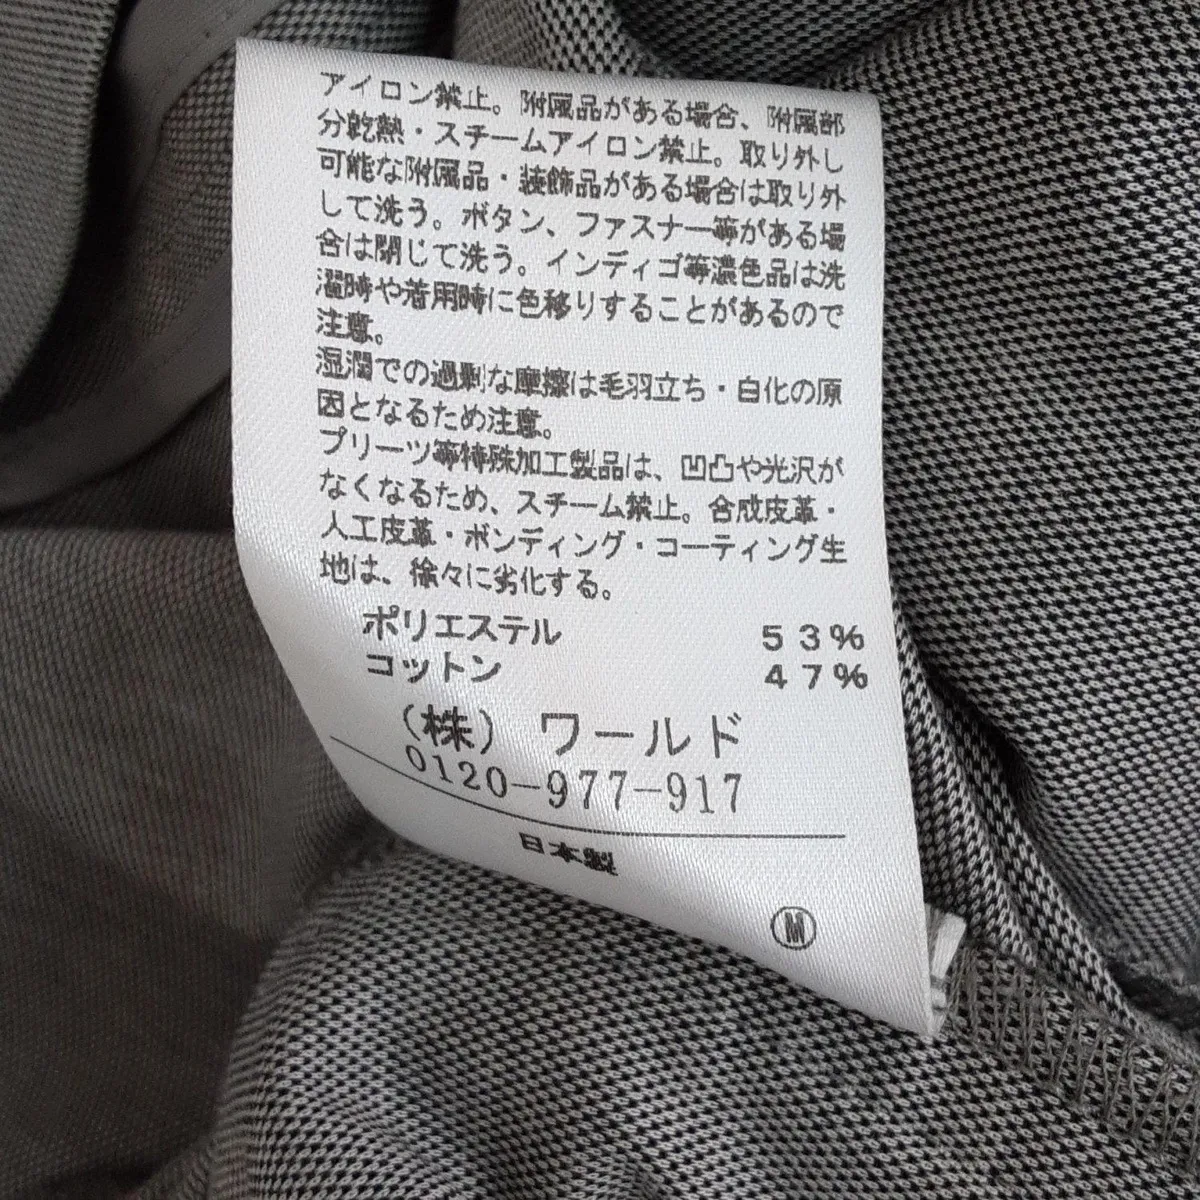 アイロン禁止。附属品がある場合、附属部
分乾熱・スチームアイロン禁止。取り外し
可能な附属品・装飾品がある場合は取り外
して洗う。ボタン、ファスナー等がある場
合は閉じて洗う。インディゴ等濃色品は洗
濯時や着用時に色移りすることがあるので
注意。
湿潤での過剰な摩擦は毛羽立ち・白化の原
因となるため注意。
プリーツ等特殊加工製品は、凹凸や光沢が
なくなるため、スチーム禁止。合成皮革・
人工皮革・ボンディング・コーティング生
地は、徐々に劣化する。
ポリエステル 53%
コットン 47%
(株) ワールド
0120-977-917
日本製
Ⓜ